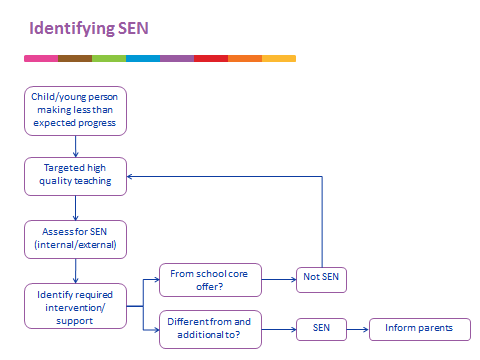 Identifying SEN
Child/young person
making less than
expected progress
Targeted high
quality teaching
Assess for SEN
(internal/external)
Identify required
intervention/
support
From school core
offer?
Not SEN
Different from and
additional to?
SEN
Inform parents